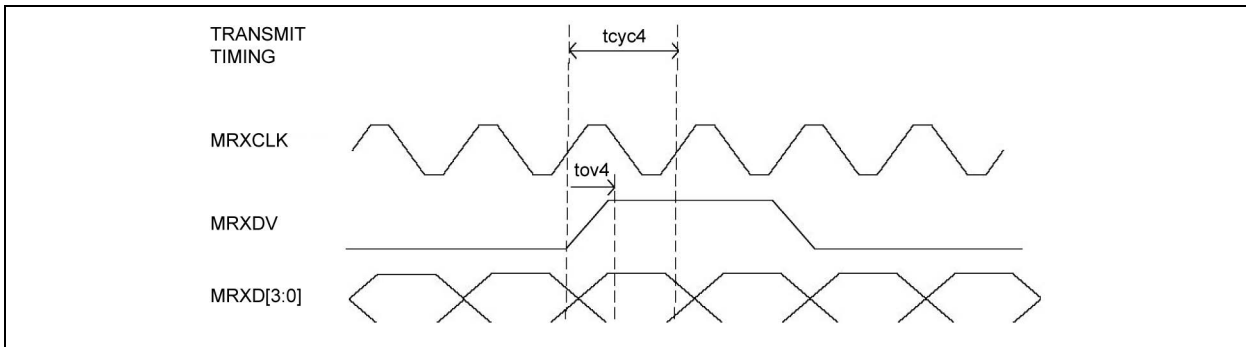 TRANSMIT
TIMING
tcyc4
MRXCLK
tov4
MRXDV
MRXD[3:0]